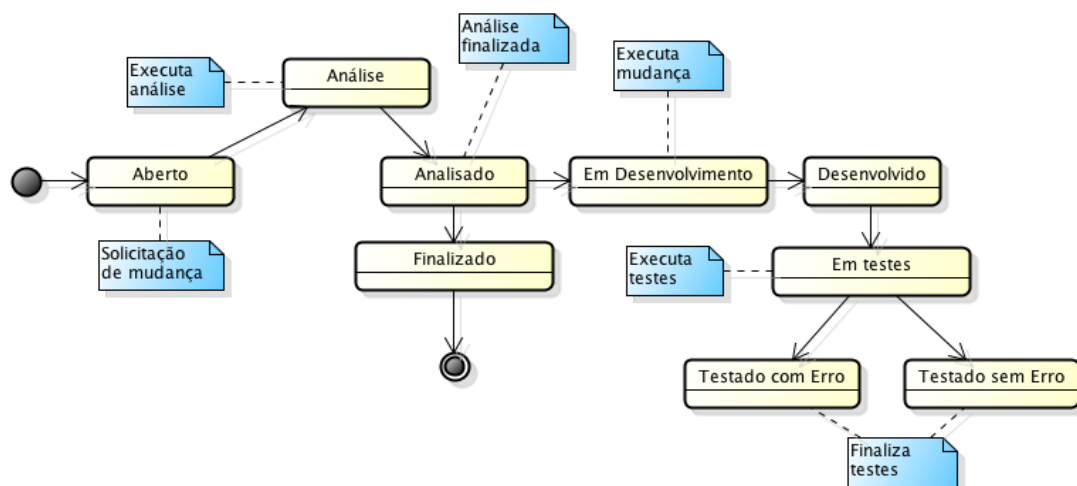 Análise
finalizada
Executa
mudança
Executa
análise
Análise
Aberto
Analisado
Em Desenvolvimento
Desenvolvido
Solicitação
de mudança
Finalizado
Executa
testes
Em testes
Testado com Erro
Testado sem Erro
Finaliza
testes